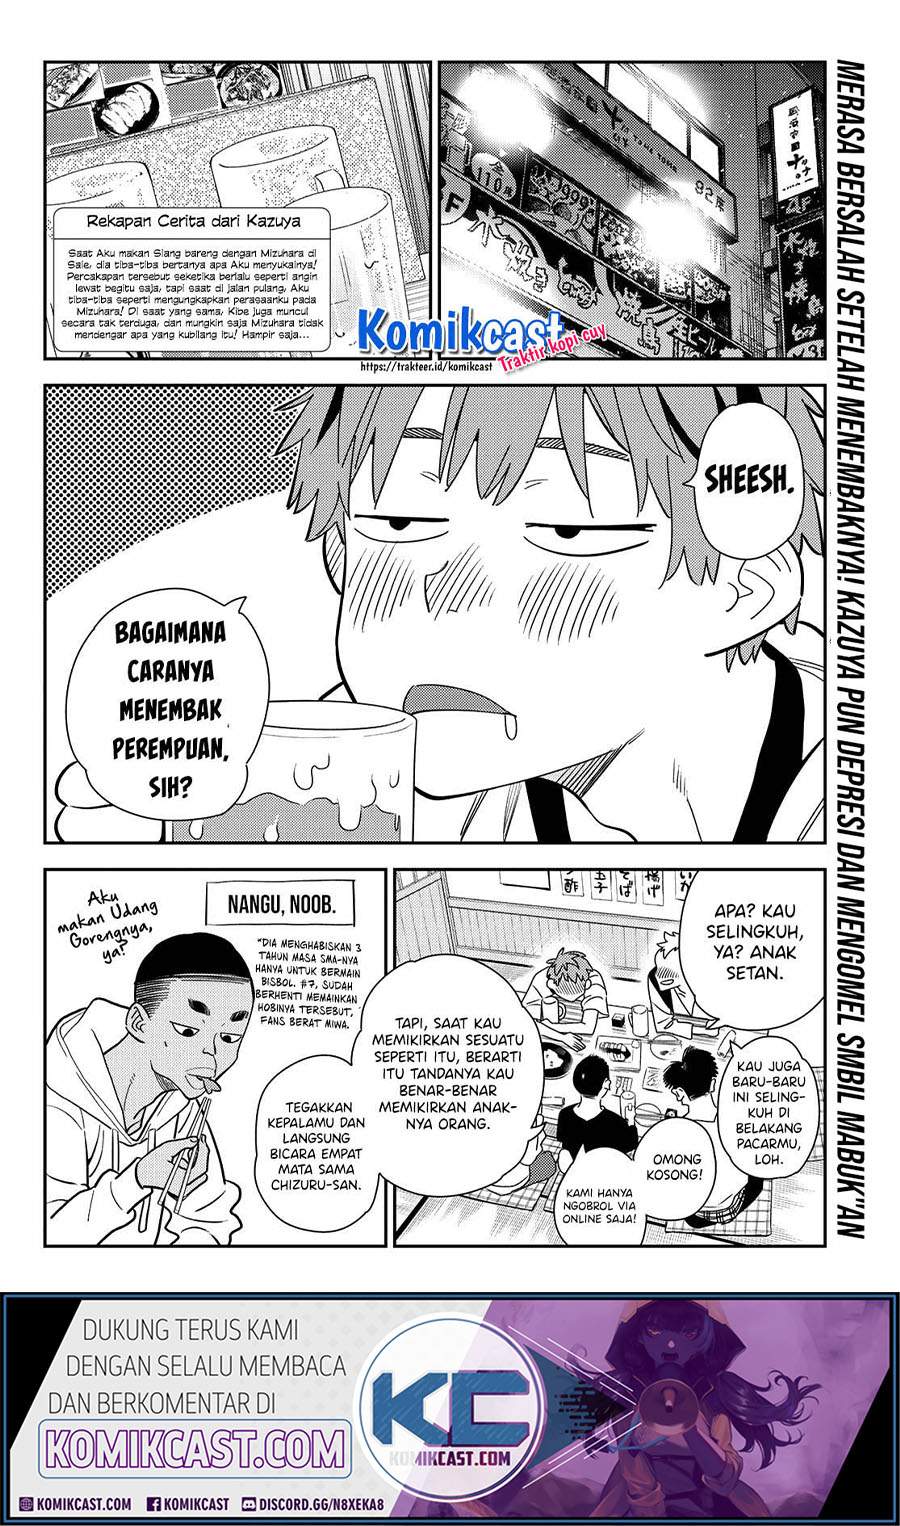 MERASA BERSALAH SETELAH MENEMBAKNYA! KAZUYA PUN DEPRESI DAN MENGOMEL SMBIL MABUK"AN
110
999
82席
4F
Rekapan Cerita dari Kazuya
Saat Aku makan Siang bareng dengan Mizuhara di
Sale, dia tiba-tiba bertanya apa Aku menyukainya!
Percakapan tersebut seketika berlalu seperti angin
lewat begitu saja, tapi saat di jalan pulang, Aku
tiba-tiba seperti mengungkapkan perasaanku pada
Mizuhara! Di saat yang sama, Kibe juga muncul
secara tak terduga, dan mungkin saja Mizuhara tidak
mendengar apa yang kubilang itu! Hampir saja...
Komikcast
Traktir kopi cuy
https://trakteer.id/komikcast
SHEESH.
BAGAIMANA
CARANYA
MENEMBAK
PEREMPUAN,
SIH?
APA? KAU
SELINGKUH,
YA? ANAK
SETAN.
KAU JUGA
BARU-BARU
INI SELING-
KUH DI
BELAKANG
PACARMU,
LOH.
OMONG
KOSONG!
KAMI HANYA
NGOBROL VIA
ONLINE SAJA!
TAPI, SAAT KAU
MEMIKIRKAN SESUATU
SEPERTI ITU, BERARTI
ITU TANDANYA KAU
BENAR-BENAR
MEMIKIRKAN ANAK-
NYA ORANG.
TEGAKKAN
KEPALAMU DAN
LANGSUNG
BICARA EMPAT
MATA SAMA
CHIZURU-SAN.
NANGU, NOOB.
"DIA MENGHABISKAN 3
TAHUN MASA SMA-NYA
HANYA UNTUK BERMAIN
BISBOL. #7, SUDAH
BERHENTI MEMAINKAN
HOBINYA TERSEBUT,
FANS BERAT MIWA.
Aku
makan Udang
Gorengnya,
ya?
DUKUNG TERUS KAMI
DENGAN SELALU MEMBACA
DAN BERKOMENTAR DI
KOMIKCAST.COM
KOMIKCAST.COM
KOMIKCAST
DISCORD.GG/N8XEKA8
KC
KOMIKCAST.COM